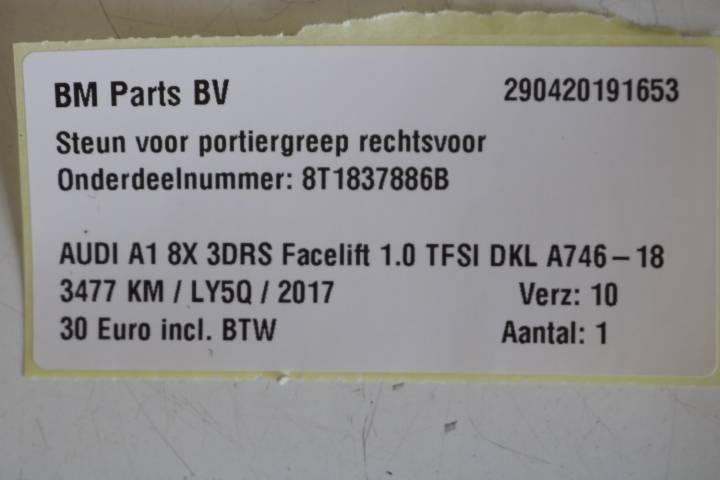 BM Parts BV 290420191653
Steun voor portiergreep rechtsvoor
Onderdeelnummer: 8T1837886B
AUDI A1 8X 3DRS Facelift 1.0 TFSI DKL A746-18
3477 KM / LY5Q / 2017 Verz: 10
30 Euro incl. BTW Aantal: 1